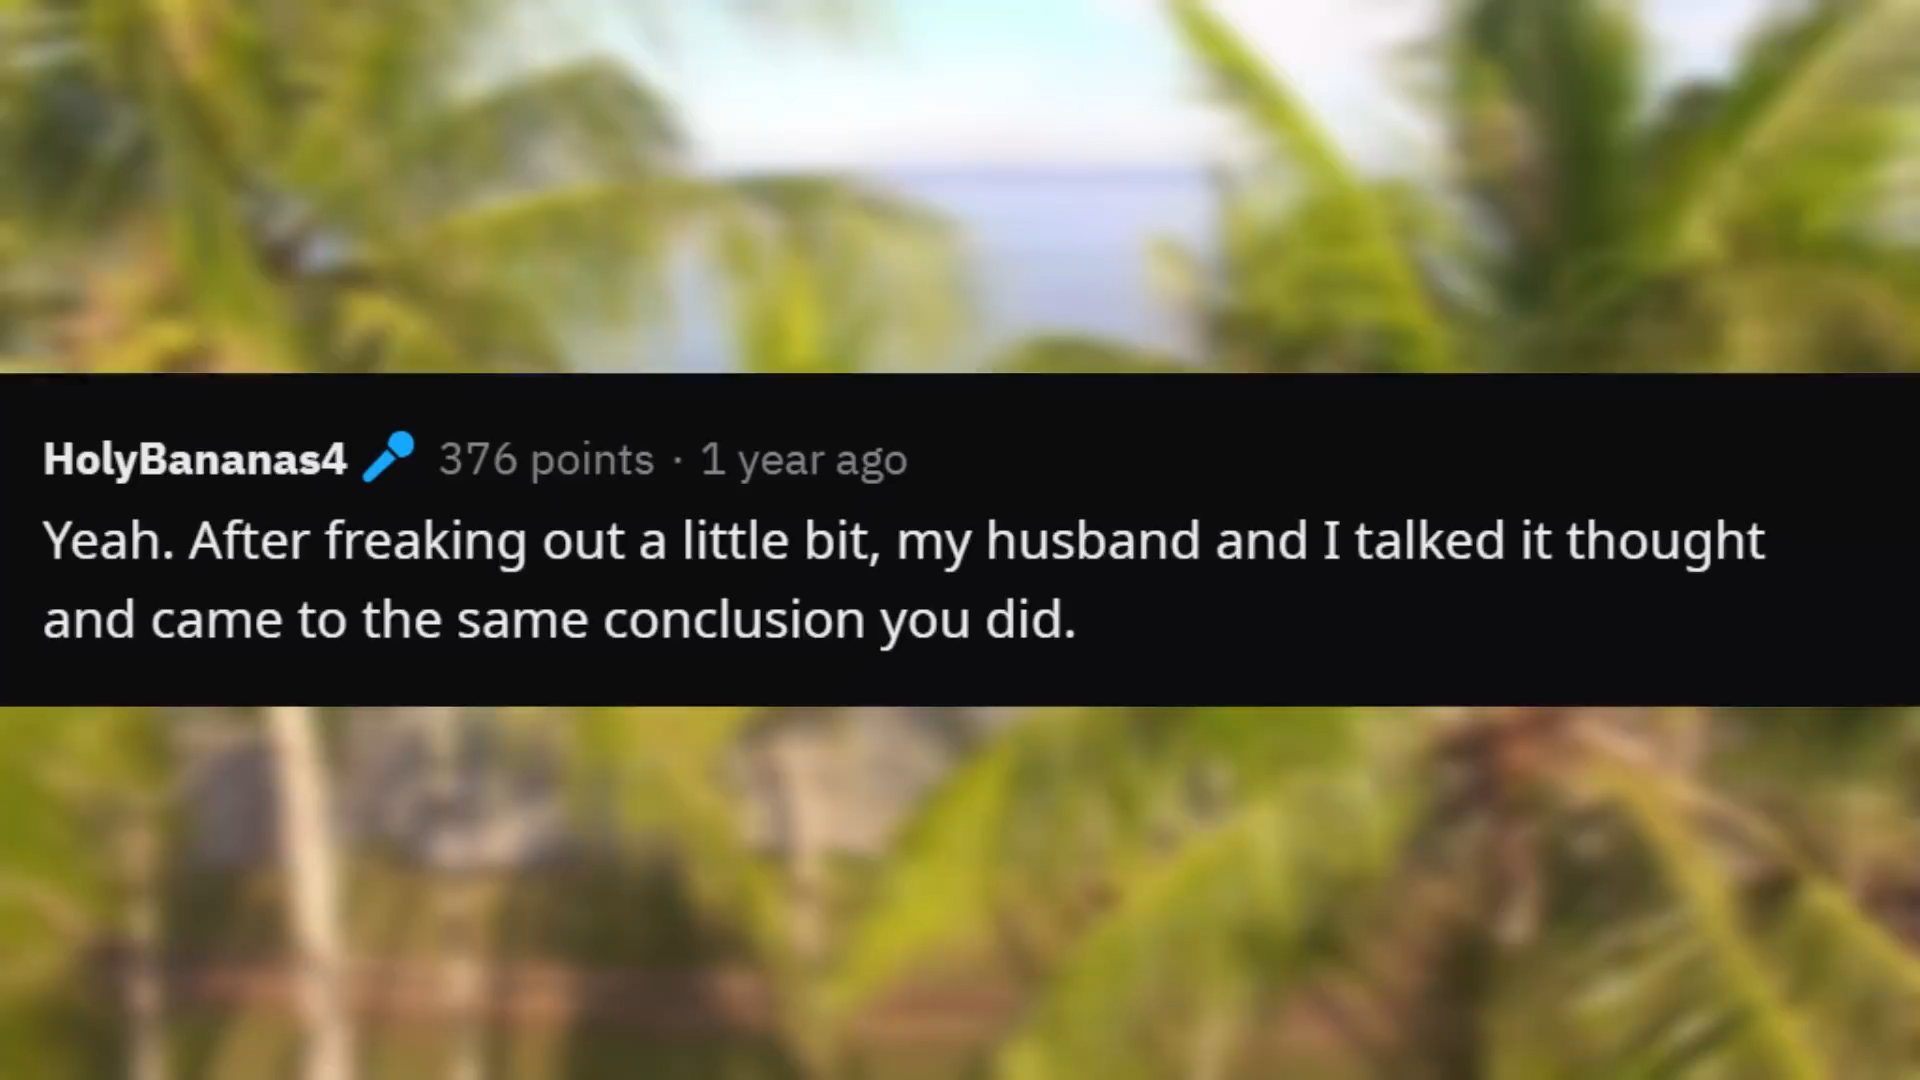 HolyBananas4 376 points · 1 year ago
Yeah. After freaking out a little bit, my husband and I talked it thought
and came to the same conclusion you did.